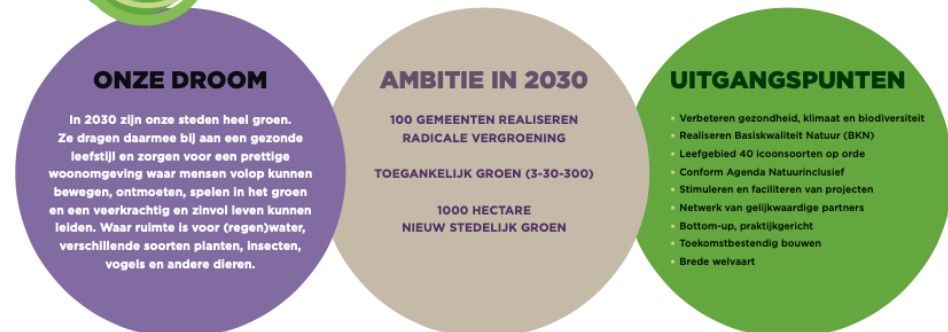 ONZE DROOM
In 2030 zijn onze steden heel groen.
Ze dragen daarmee bij aan een gezonde
leefstijl en zorgen voor een prettige
woonomgeving waar mensen volop kunnen
bewegen, ontmoeten, spelen in het groen
en een veerkrachtig en zinvol leven kunnen
leiden. Waar ruimte is voor (regen)water,
verschillende soorten planten, insecten,
vogels en andere dieren.
AMBITIE IN 2030
100 GEMEENTEN REALISEREN
RADICALE VERGROENING
TOEGANKELIJK GROEN (3-30-300)
1000 HECTARE
NIEUW STEDELIJK GROEN
UITGANGSPUNTEN
• Verbeteren gezondheid, klimaat en biodiversiteit
• Realiseren Basiskwaliteit Natuur (BKN)
• Leefgebied 40 icoonsoorten op orde
• Conform Agenda Natuurinclusief
• Stimuleren en faciliteren van projecten
• Netwerk van gelijkwaardige partners
• Bottom-up, praktijkgericht
• Toekomstbestendig bouwen
• Brede welvaart